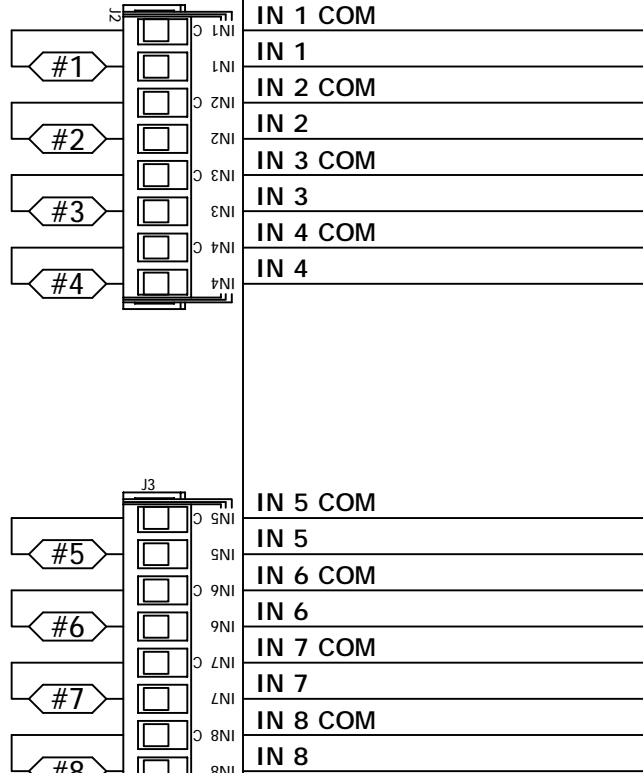 J2
IN1 C
IN 1 COM
#1
IN1
IN 1
IN2 C
IN 2 COM
#2
IN2
IN 2
IN3 C
IN 3 COM
#3
IN3
IN 3
IN4 C
IN 4 COM
#4
IN4
IN 4
J3
IN5 C
IN 5 COM
#5
IN5
IN 5
IN6 C
IN 6 COM
#6
IN6
IN 6
IN7 C
IN 7 COM
#7
IN7
IN 7
IN8 C
IN 8 COM
#8
IN8
IN 8